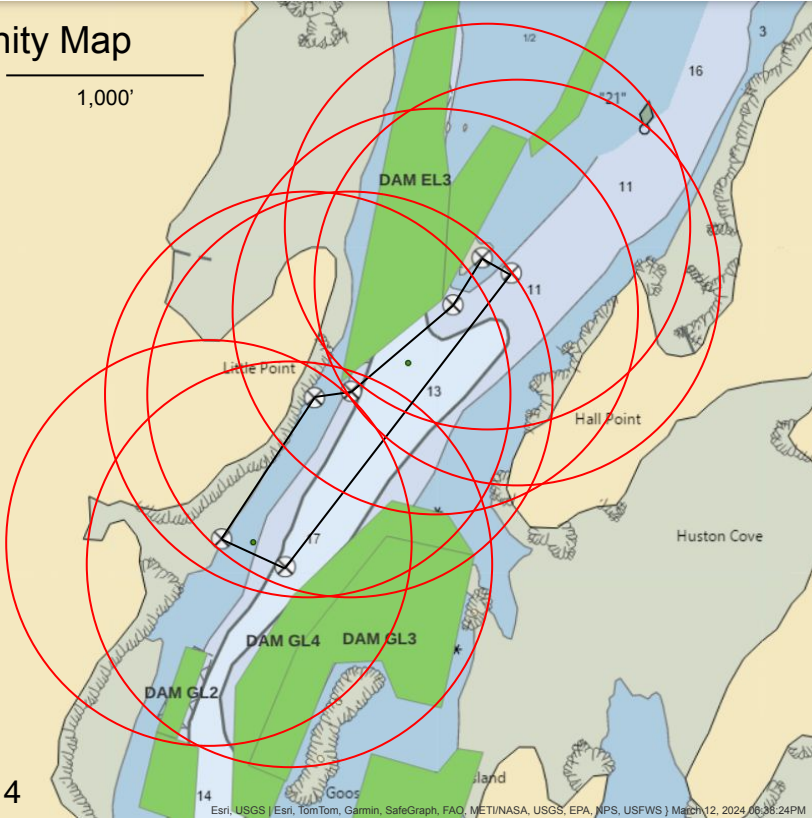 nity Map
1,000'
1/2
3
16
"21"
11
DAM EL3
11
Little Point
13
Hall Point
Huston Cove
17
DAM GL4
DAM GL3
DAM GL2
sland
14
Goos
4
Esri, USGS | Esri, TomTom, Garmin, SafeGraph, FAO, METI/NASA, USGS, EPA, NPS, USFWS } March 12, 2024 06:38:24PM